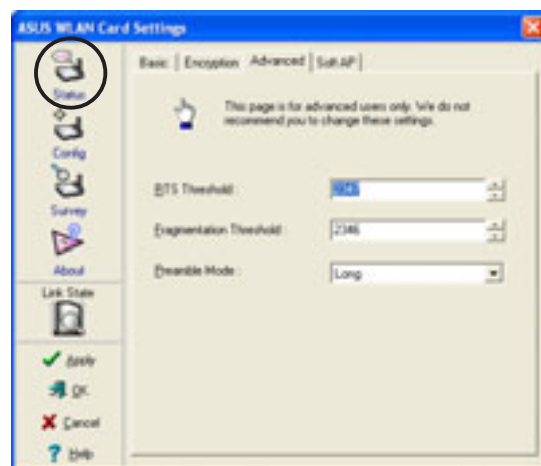 ASUS WLAN Card Settings
Status
Config
Survey
About
Link State
Apply
OK
Cancel
Help
Basic
Encryption
Advanced
Soft AP
This page is for advanced users only. We do not
recommend you to change these settings.
RTS Threshold :
2347
Fragmentation Threshold :
2346
Preamble Mode :
Long